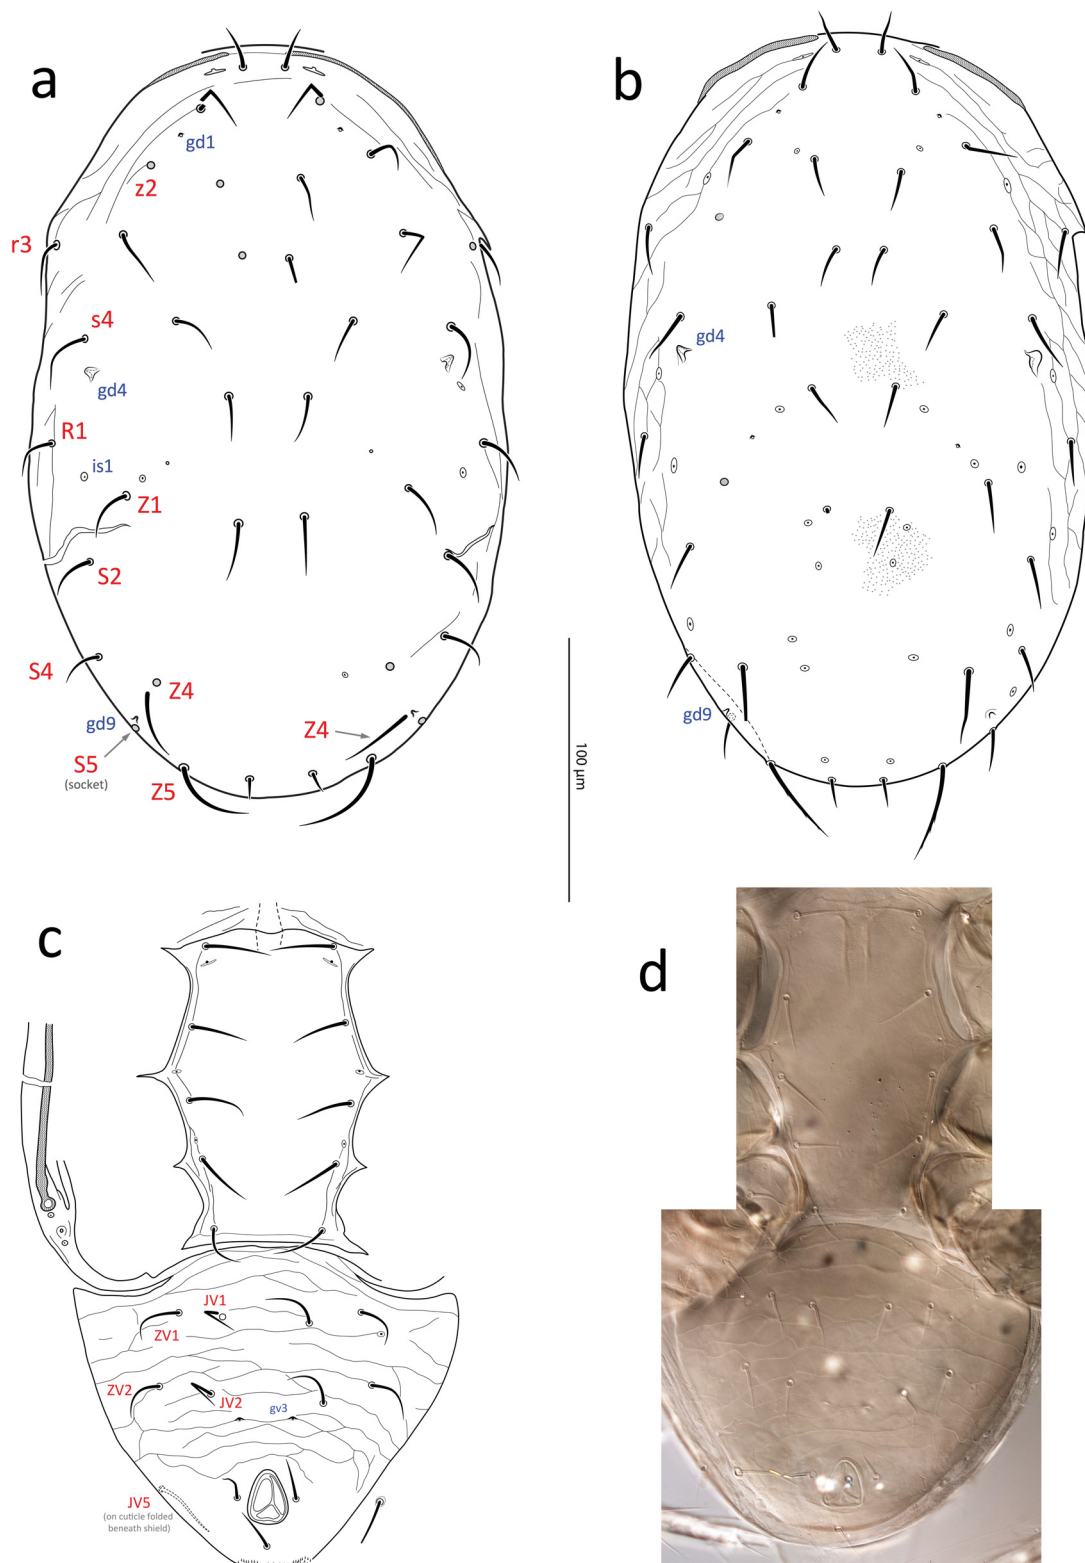 a
gd1
z2
r3
s4
gd4
R1
is1
Z1
S2
S4
Z4
gd9
Z4
S5
(socket)
Z5
b
gd4
gd9
100 µm
c
JV1
ZV1
ZV2
JV2
gv3
JV5
(on cuticle folded
beneath shield)
d